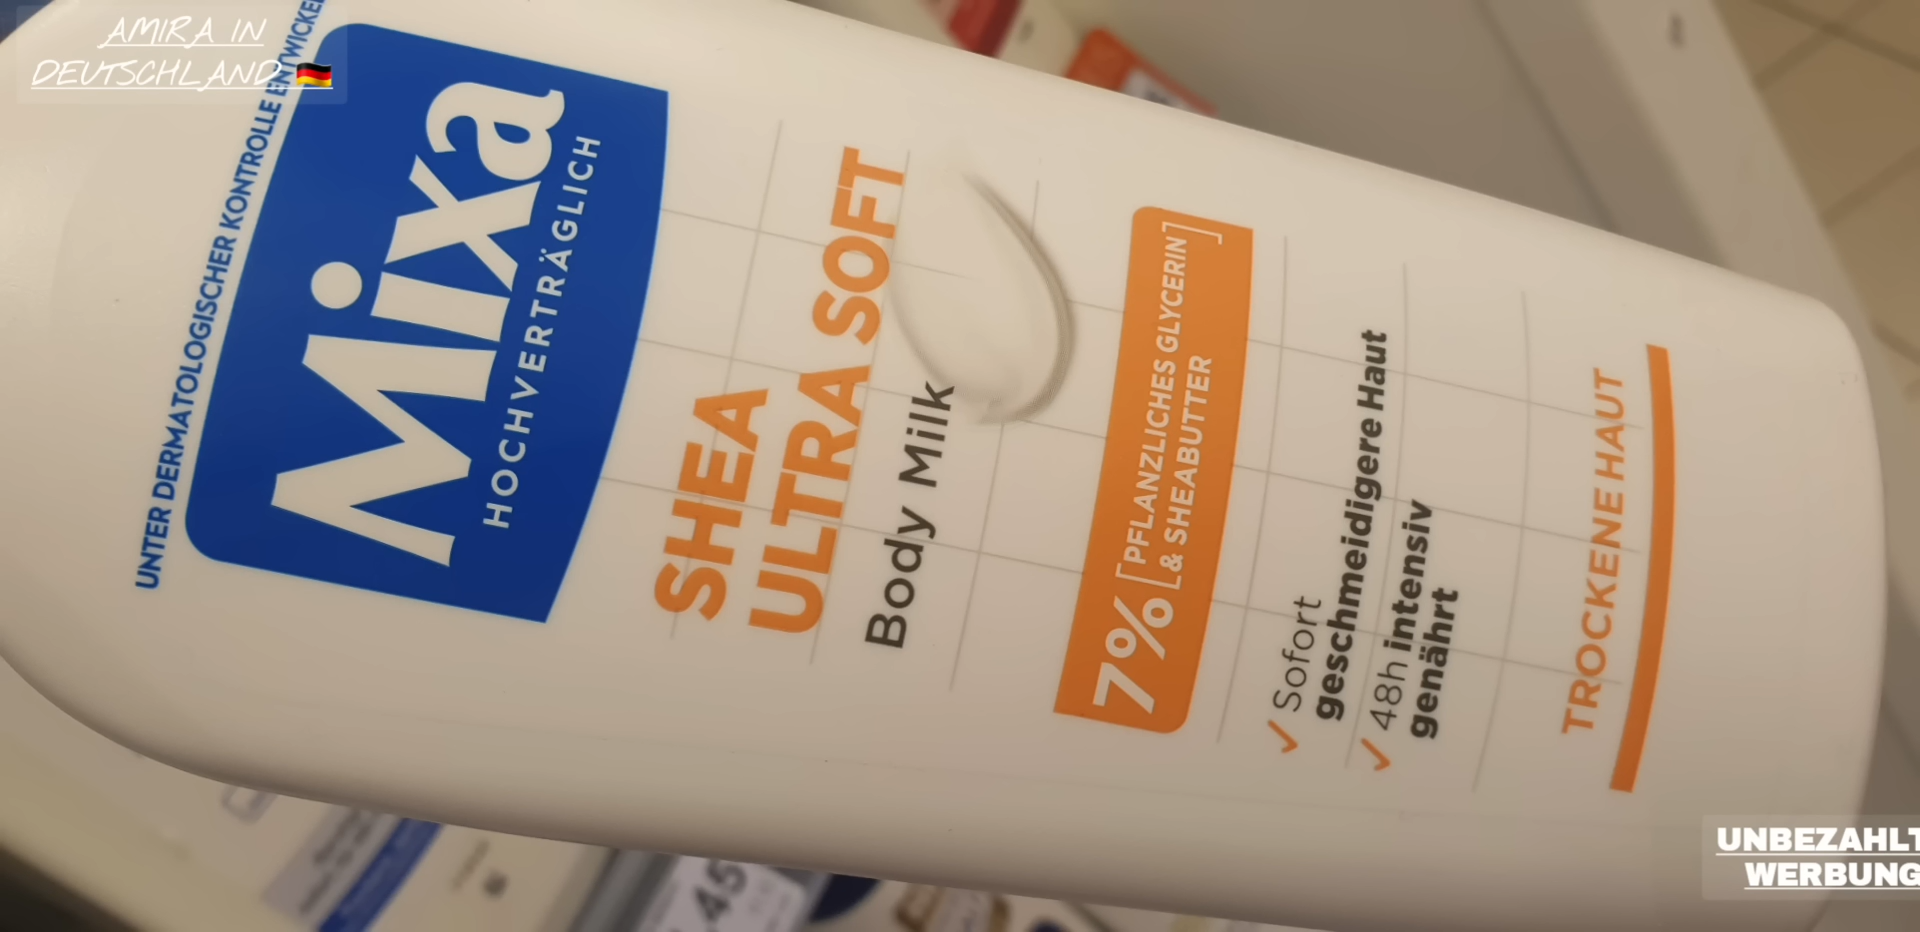 AMIRA IN
DEUTSCHLAND 🇩🇪
UNTER DERMATOLOGISCHER KONTROLLE
Mixa
HOCHVERTRÄGLICH
SHEA
ULTRA SOFT
Body Milk
7% [PFLANZLICHES GLYCERIN]
& SHEABUTTER
✓ Sofort
geschmeidigere Haut
✓ 48h intensiv
genährt
TROCKENE HAUT
45
UNBEZAHLT
WERBUNG